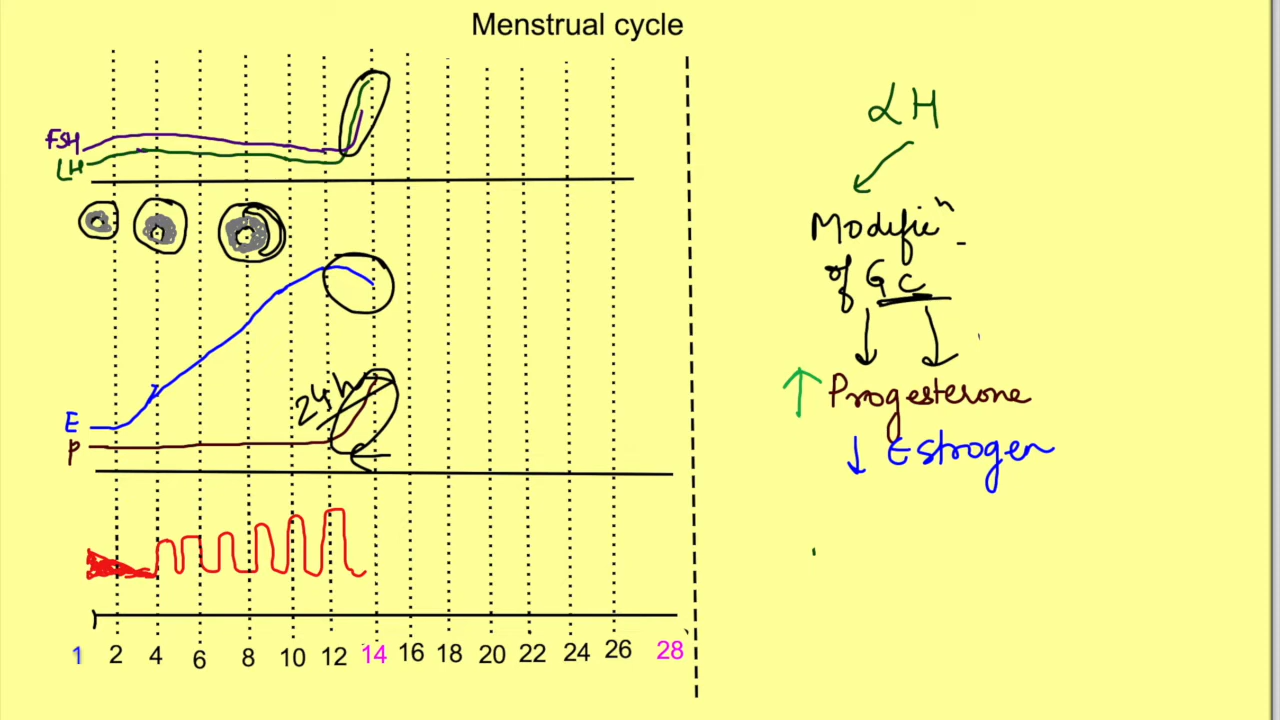 Menstrual cycle
FSH
LH
E
P
24h
1 2 4 6 8 10 12 14 16 18 20 22 24 26 28
LH
Modificⁿ
of GC
↑ Progesterone
↓ Estrogen